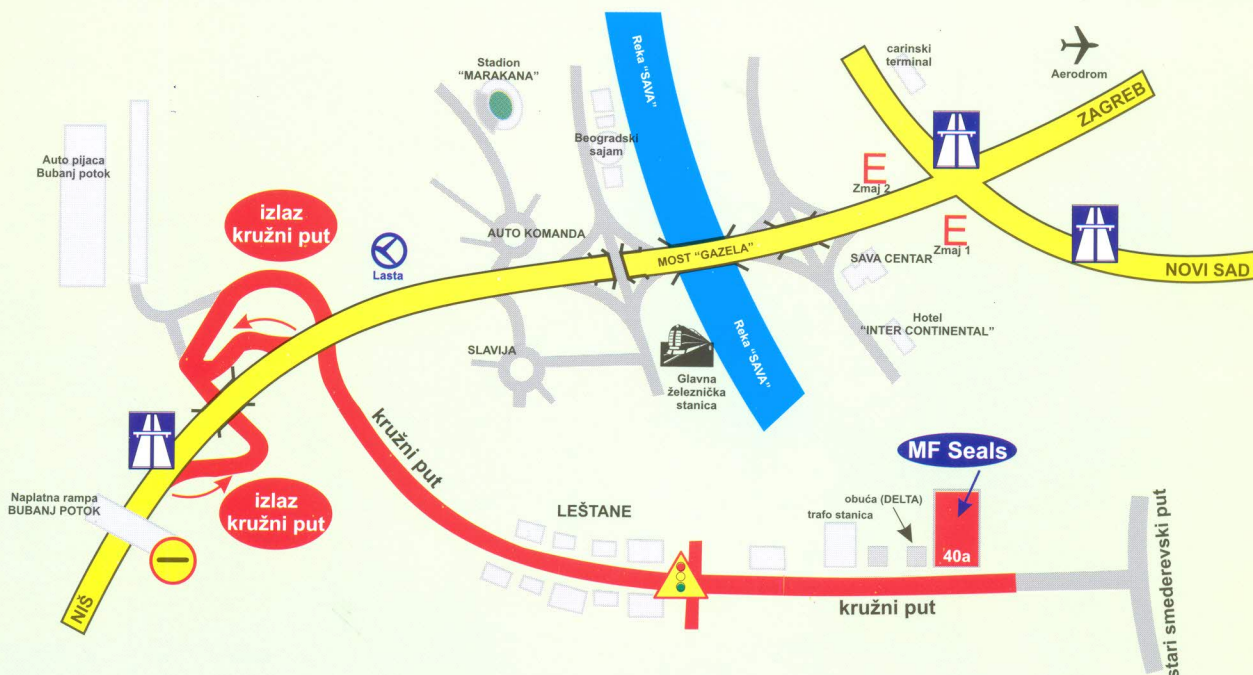 Reka "SAVA"
carinski
terminal
Aerodrom
Stadion
"MARAKANA"
ZAGREB
Beogradski
sajam
Auto pijaca
Bubanj potok
E
Zmaj 2
izlaz
kružni put
E
Zmaj 1
AUTO KOMANDA
MOST "GAZELA"
SAVA CENTAR
NOVI SAD
Lasta
Hotel
"INTER CONTINENTAL"
SLAVIJA
Reka "SAVA"
Glavna
železnička
stanica
kružni put
MF Seals
Naplatna rampa
BUBANJ POTOK
izlaz
kružni put
LEŠTANE
obuća (DELTA)
trafo stanica
40a
kružni put
NIŠ
stari smederevski put